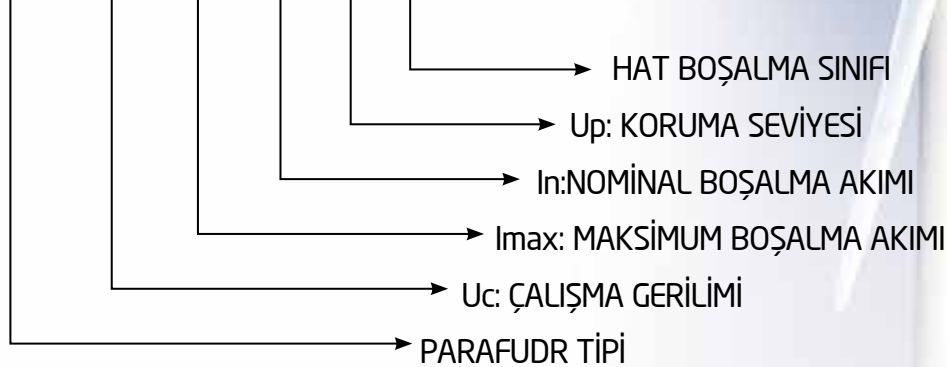 HAT BOŞALMA SINIFI
Up: KORUMA SEVİYESİ
In:NOMİNAL BOŞALMA AKIMI
Imax: MAKSİMUM BOŞALMA AKIMI
Uc: ÇALIŞMA GERİLİMİ
PARAFUDR TİPİ